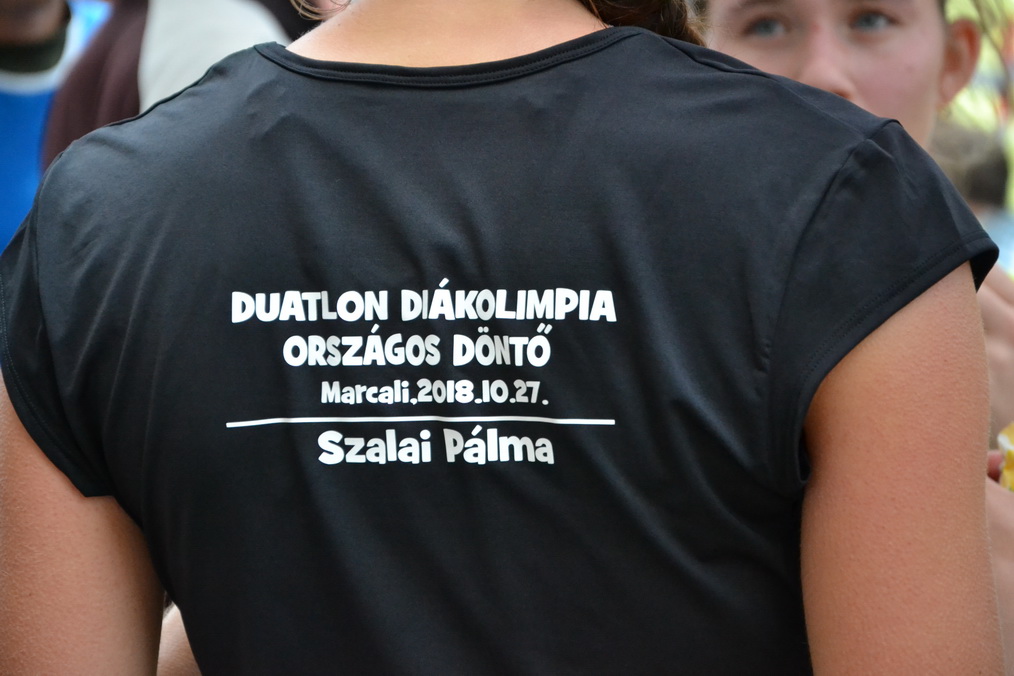 DUATLON DIÁKOLIMPIA
ORSZÁGOS DÖNTŐ
Marcali,2018.10.27.
Szalai Pálma